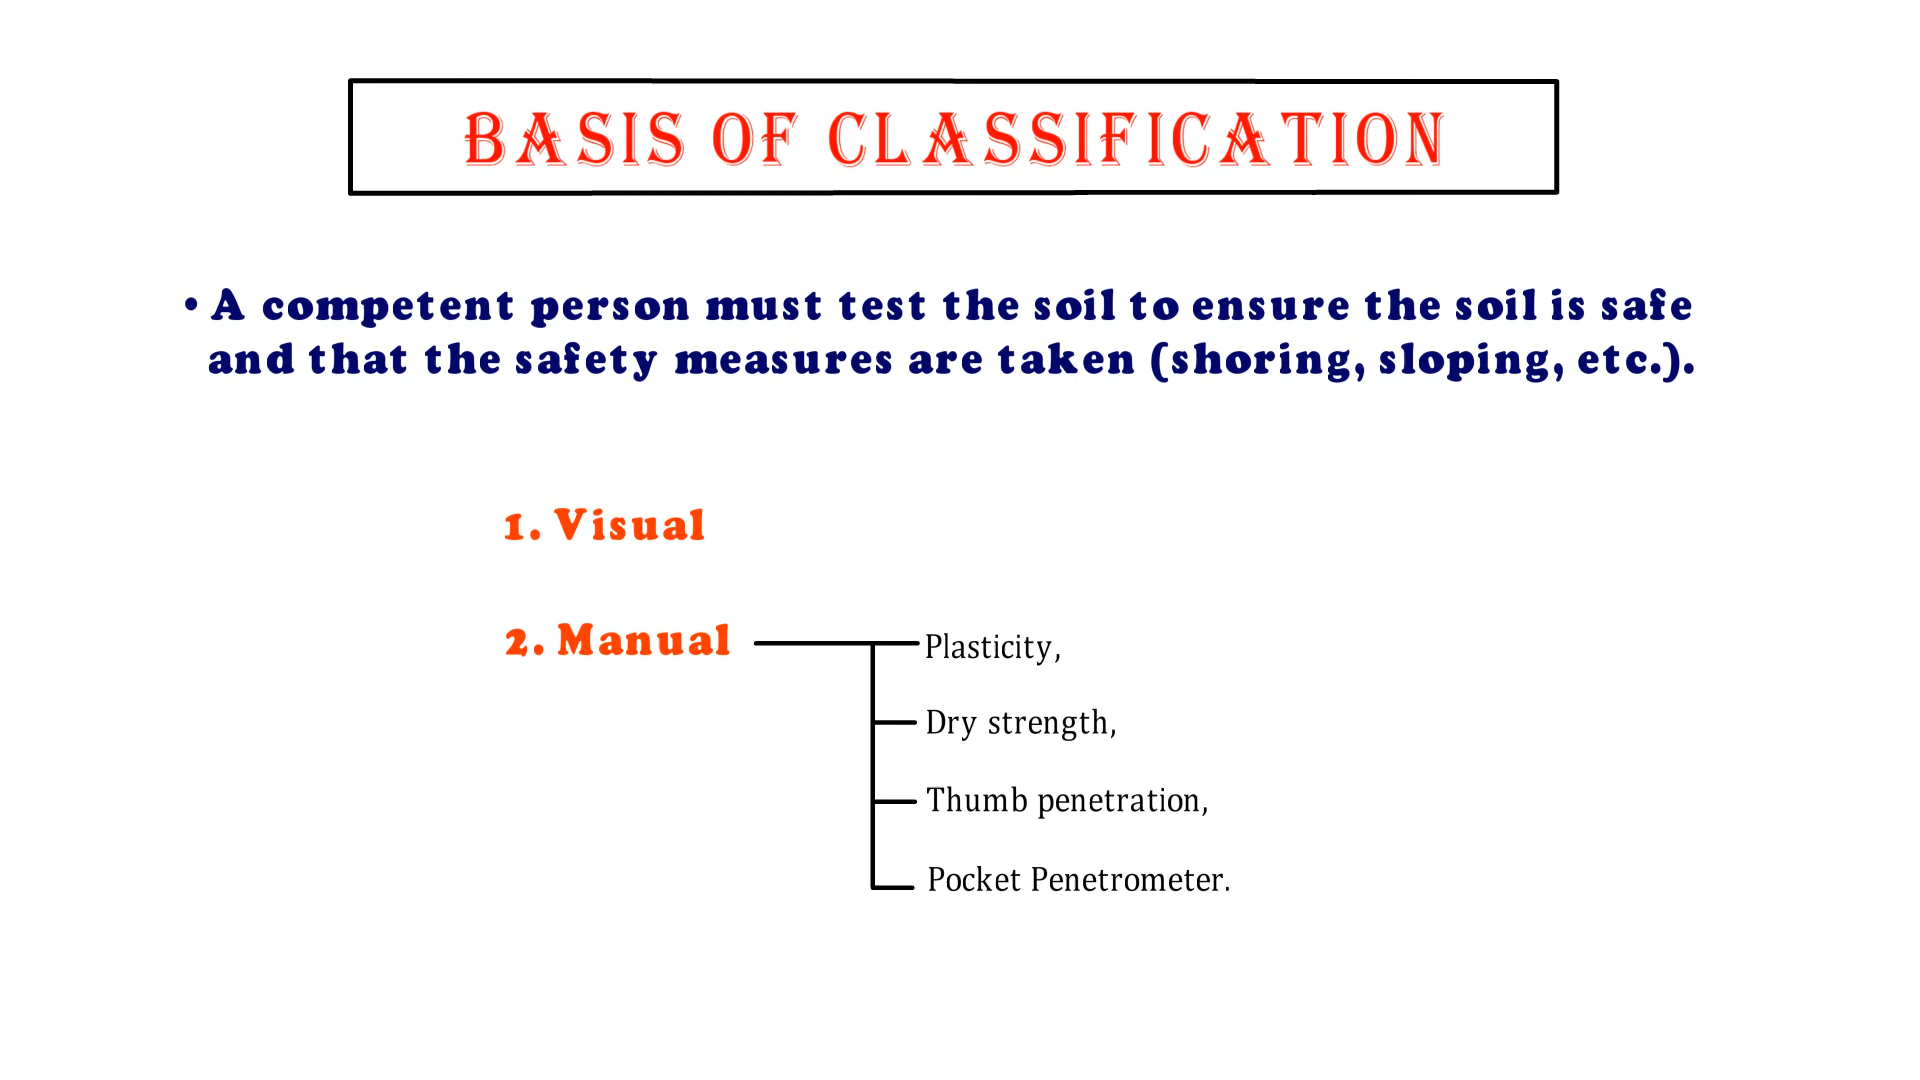 BASIS OF CLASSIFICATION
• A competent person must test the soil to ensure the soil is safe
and that the safety measures are taken (shoring, sloping, etc.).
1. Visual
2. Manual
Plasticity,
Dry strength,
Thumb penetration,
Pocket Penetrometer.